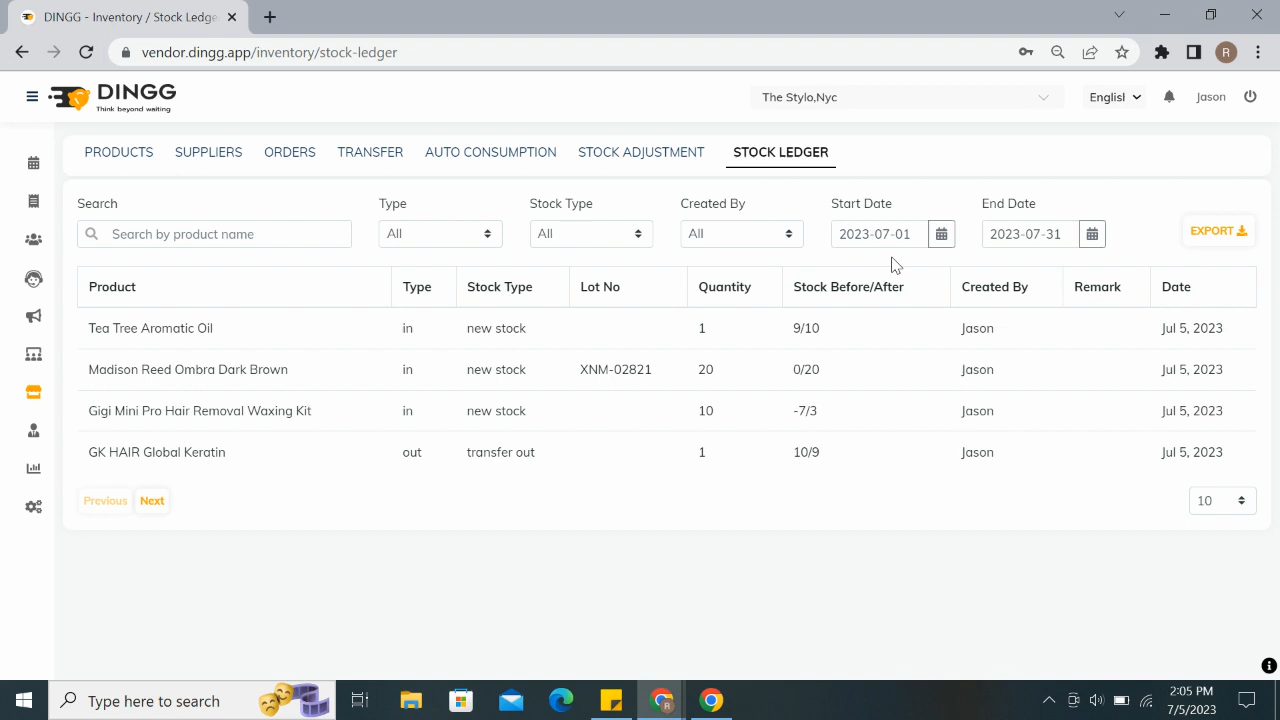 DINGG - Inventory / Stock Ledge
vendor.dingg.app/inventory/stock-ledger
R
DINGG
Think beyond waiting
The Stylo,Nyc
Englisl
Jason
PRODUCTS SUPPLIERS ORDERS TRANSFER AUTO CONSUMPTION STOCK ADJUSTMENT STOCK LEDGER
Search Type Stock Type Created By Start Date End Date
Search by product name All All All 2023-07-01 2023-07-31 EXPORT
Product Type Stock Type Lot No Quantity Stock Before/After Created By Remark Date
Tea Tree Aromatic Oil in new stock 1 9/10 Jason Jul 5, 2023
Madison Reed Ombra Dark Brown in new stock XNM-02821 20 0/20 Jason Jul 5, 2023
Gigi Mini Pro Hair Removal Waxing Kit in new stock 10 -7/3 Jason Jul 5, 2023
GK HAIR Global Keratin out transfer out 1 10/9 Jason Jul 5, 2023
Previous Next 10
Type here to search
R
2:05 PM
7/5/2023